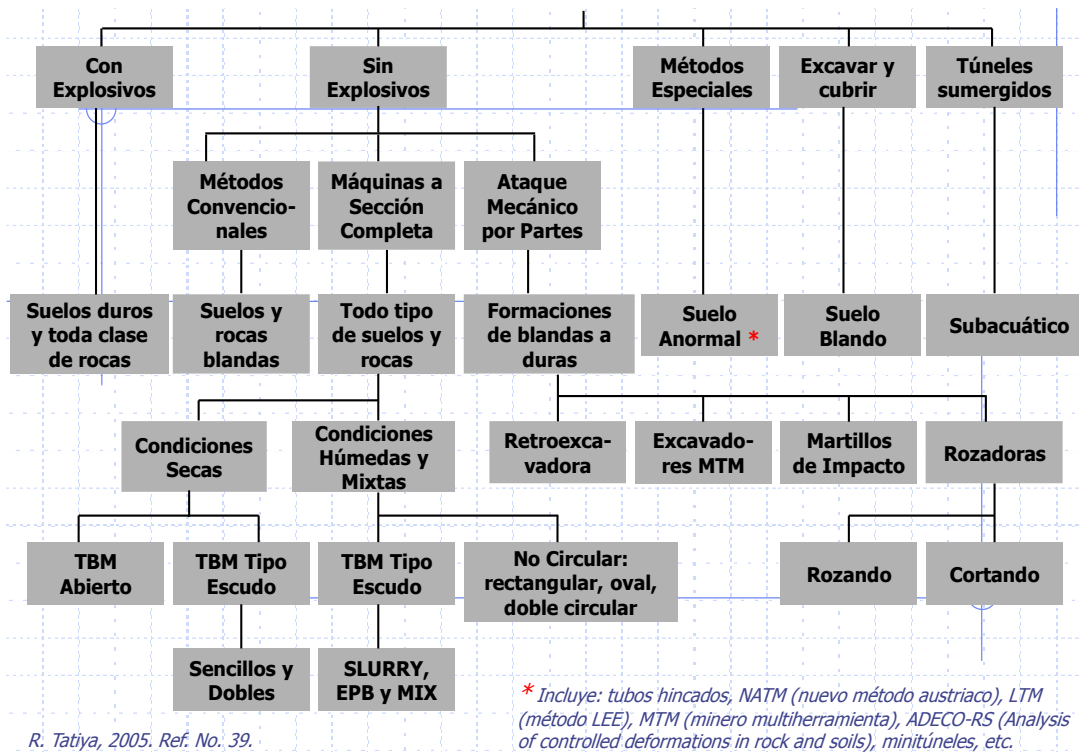 Con
Explosivos
Sin
Explosivos
Métodos
Especiales
Excavar y
cubrir
Túneles
sumergidos
Métodos
Convencio-
nales
Máquinas a
Sección
Completa
Ataque
Mecánico
por Partes
Suelos duros
y toda clase
de rocas
Suelos y
rocas
blandas
Todo tipo
de suelos y
rocas
Formaciones
de blandas a
duras
Suelo
Anormal *
Suelo
Blando
Subacuático
Condiciones
Secas
Condiciones
Húmedas y
Mixtas
Retroexca-
vadora
Excavado-
res MTM
Martillos
de Impacto
Rozadoras
TBM
Abierto
TBM Tipo
Escudo
TBM Tipo
Escudo
No Circular:
rectangular, oval,
doble circular
Rozando
Cortando
Sencillos y
Dobles
SLURRY,
EPB y MIX
* Incluye: tubos hincados, NATM (nuevo método austriaco), LTM
(método LEE), MTM (minero multiherramienta), ADECO-RS (Analysis
of controlled deformations in rock and soils), minitúneles, etc.
R. Tatiya, 2005. Ref. No. 39.